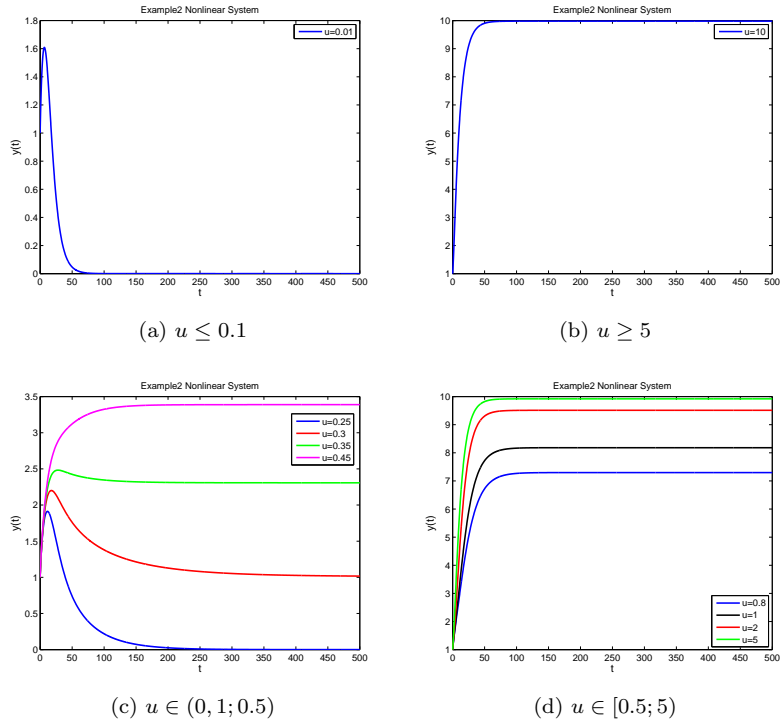 Example2 Nonlinear System
u=0.01
y(t)
1.8
1.6
1.4
1.2
1
0.8
0.6
0.4
0.2
0
0 50 100 150 200 250 300 350 400 450 500
t
(a) u ≤ 0.1
Example2 Nonlinear System
u=10
y(t)
10
9
8
7
6
5
4
3
2
1
0 50 100 150 200 250 300 350 400 450 500
t
(b) u ≥ 5
Example2 Nonlinear System
u=0.25
u=0.3
u=0.35
u=0.45
y(t)
3.5
3
2.5
2
1.5
1
0.5
0
0 50 100 150 200 250 300 350 400 450 500
t
(c) u ∈ (0, 1; 0.5)
Example2 Nonlinear System
y(t)
10
9
8
7
6
5
4
3
2
1
u=0.8
u=1
u=2
u=5
0 50 100 150 200 250 300 350 400 450 500
t
(d) u ∈ [0.5; 5)